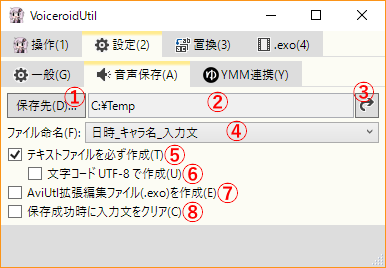 VoiceroidUtil
操作(1) 設定(2) 置換(3) .exo(4)
一般(G) 音声保存(A) ゆ YMM連携(Y)
保存先(D)... ① C:¥Temp ② ③
ファイル命名(F): 日時_キャラ名_入力文 ④
テキストファイルを必ず作成(T) ⑤
文字コードUTF-8で作成(U) ⑥
AviUtl拡張編集ファイル(.exo)を作成(E) ⑦
保存成功時に入力文をクリア(C) ⑧